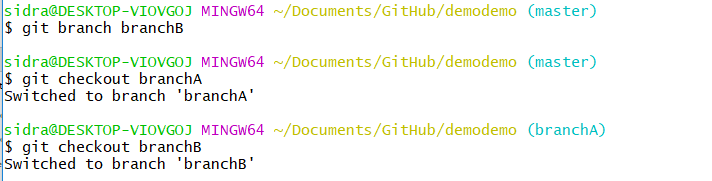 sidra@DESKTOP-VIOVGOJ MINGW64 ~/Documents/GitHub/demodemo (master)
$ git branch branchB
sidra@DESKTOP-VIOVGOJ MINGW64 ~/Documents/GitHub/demodemo (master)
$ git checkout branchA
Switched to branch 'branchA'
sidra@DESKTOP-VIOVGOJ MINGW64 ~/Documents/GitHub/demodemo (branchA)
$ git checkout branchB
Switched to branch 'branchB'